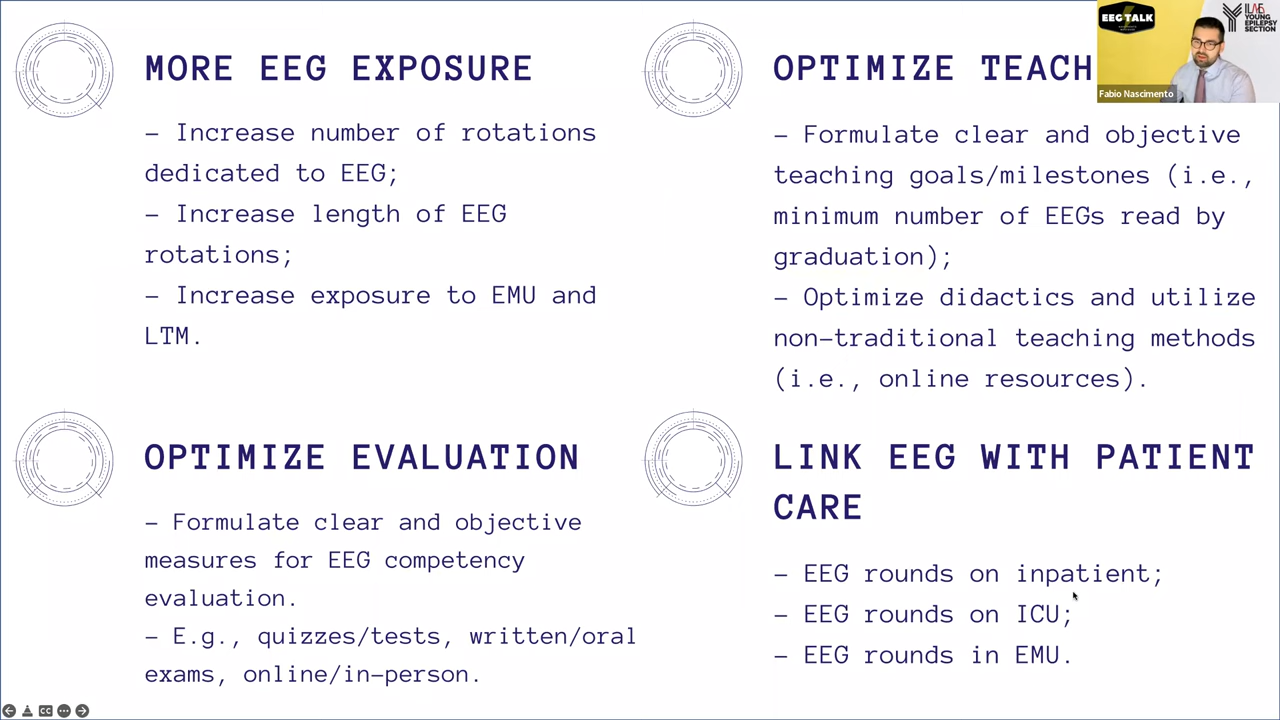 MORE EEG EXPOSURE
- Increase number of rotations
dedicated to EEG;
- Increase length of EEG
rotations;
- Increase exposure to EMU and
LTM.
OPTIMIZE TEACH
- Formulate clear and objective
teaching goals/milestones (i.e.,
minimum number of EEGs read by
graduation);
- Optimize didactics and utilize
non-traditional teaching methods
(i.e., online resources).
EEG TALK
ILAE
YOUNG
EPILEPSY
SECTION
Fabio Nascimento
OPTIMIZE EVALUATION
- Formulate clear and objective
measures for EEG competency
evaluation.
- E.g., quizzes/tests, written/oral
exams, online/in-person.
LINK EEG WITH PATIENT
CARE
- EEG rounds on inpatient;
- EEG rounds on ICU;
- EEG rounds in EMU.
CC